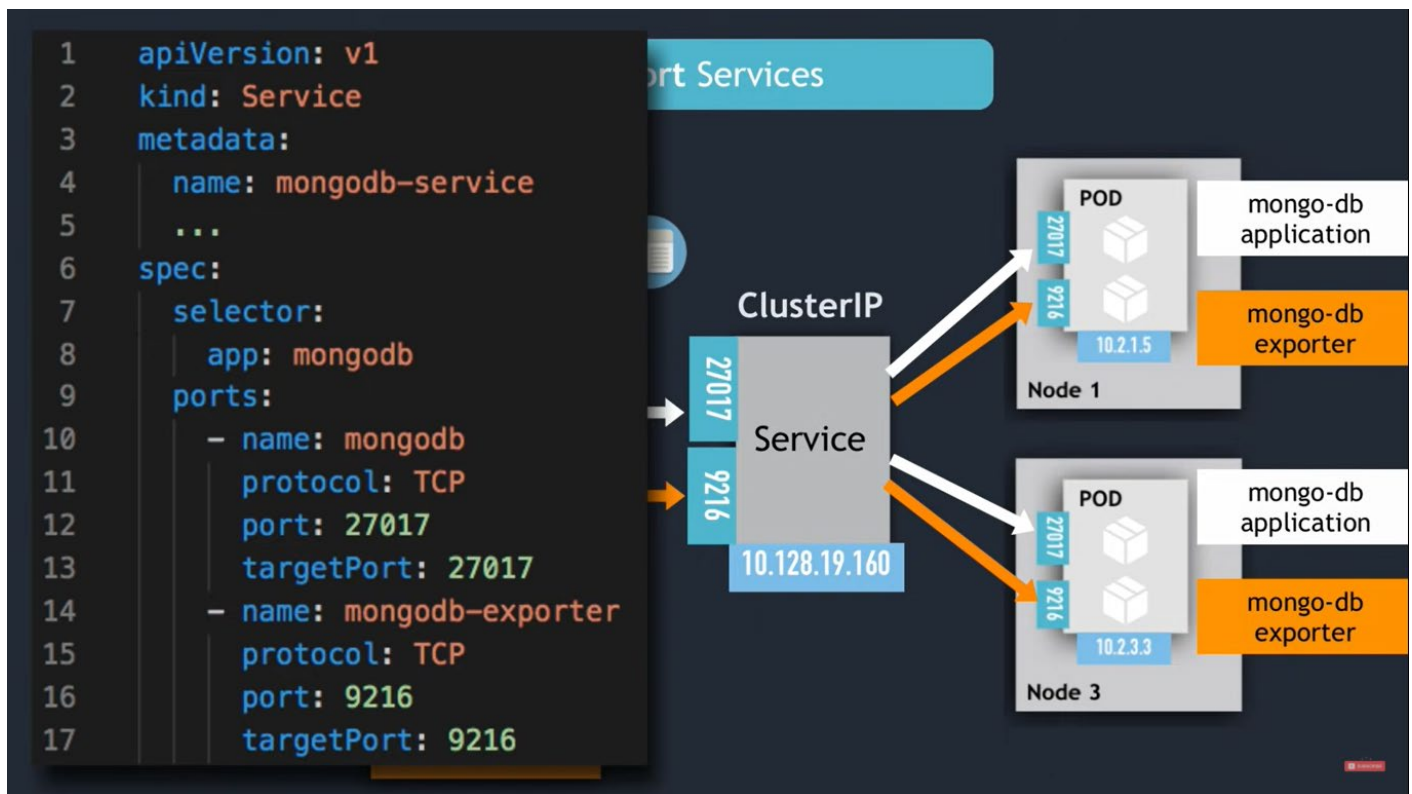 1 apiVersion: v1
2 kind: Service
3 metadata:
4 name: mongodb-service
5 ...
6 spec:
7 selector:
8 app: mongodb
9 ports:
10 - name: mongodb
11 protocol: TCP
12 port: 27017
13 targetPort: 27017
14 - name: mongodb-exporter
15 protocol: TCP
16 port: 9216
17 targetPort: 9216
ort Services
ClusterIP
27017
9216
Service
10.128.19.160
POD
27017
9216
10.2.1.5
Node 1
mongo-db
application
mongo-db
exporter
POD
27017
9216
10.2.3.3
Node 3
mongo-db
application
mongo-db
exporter